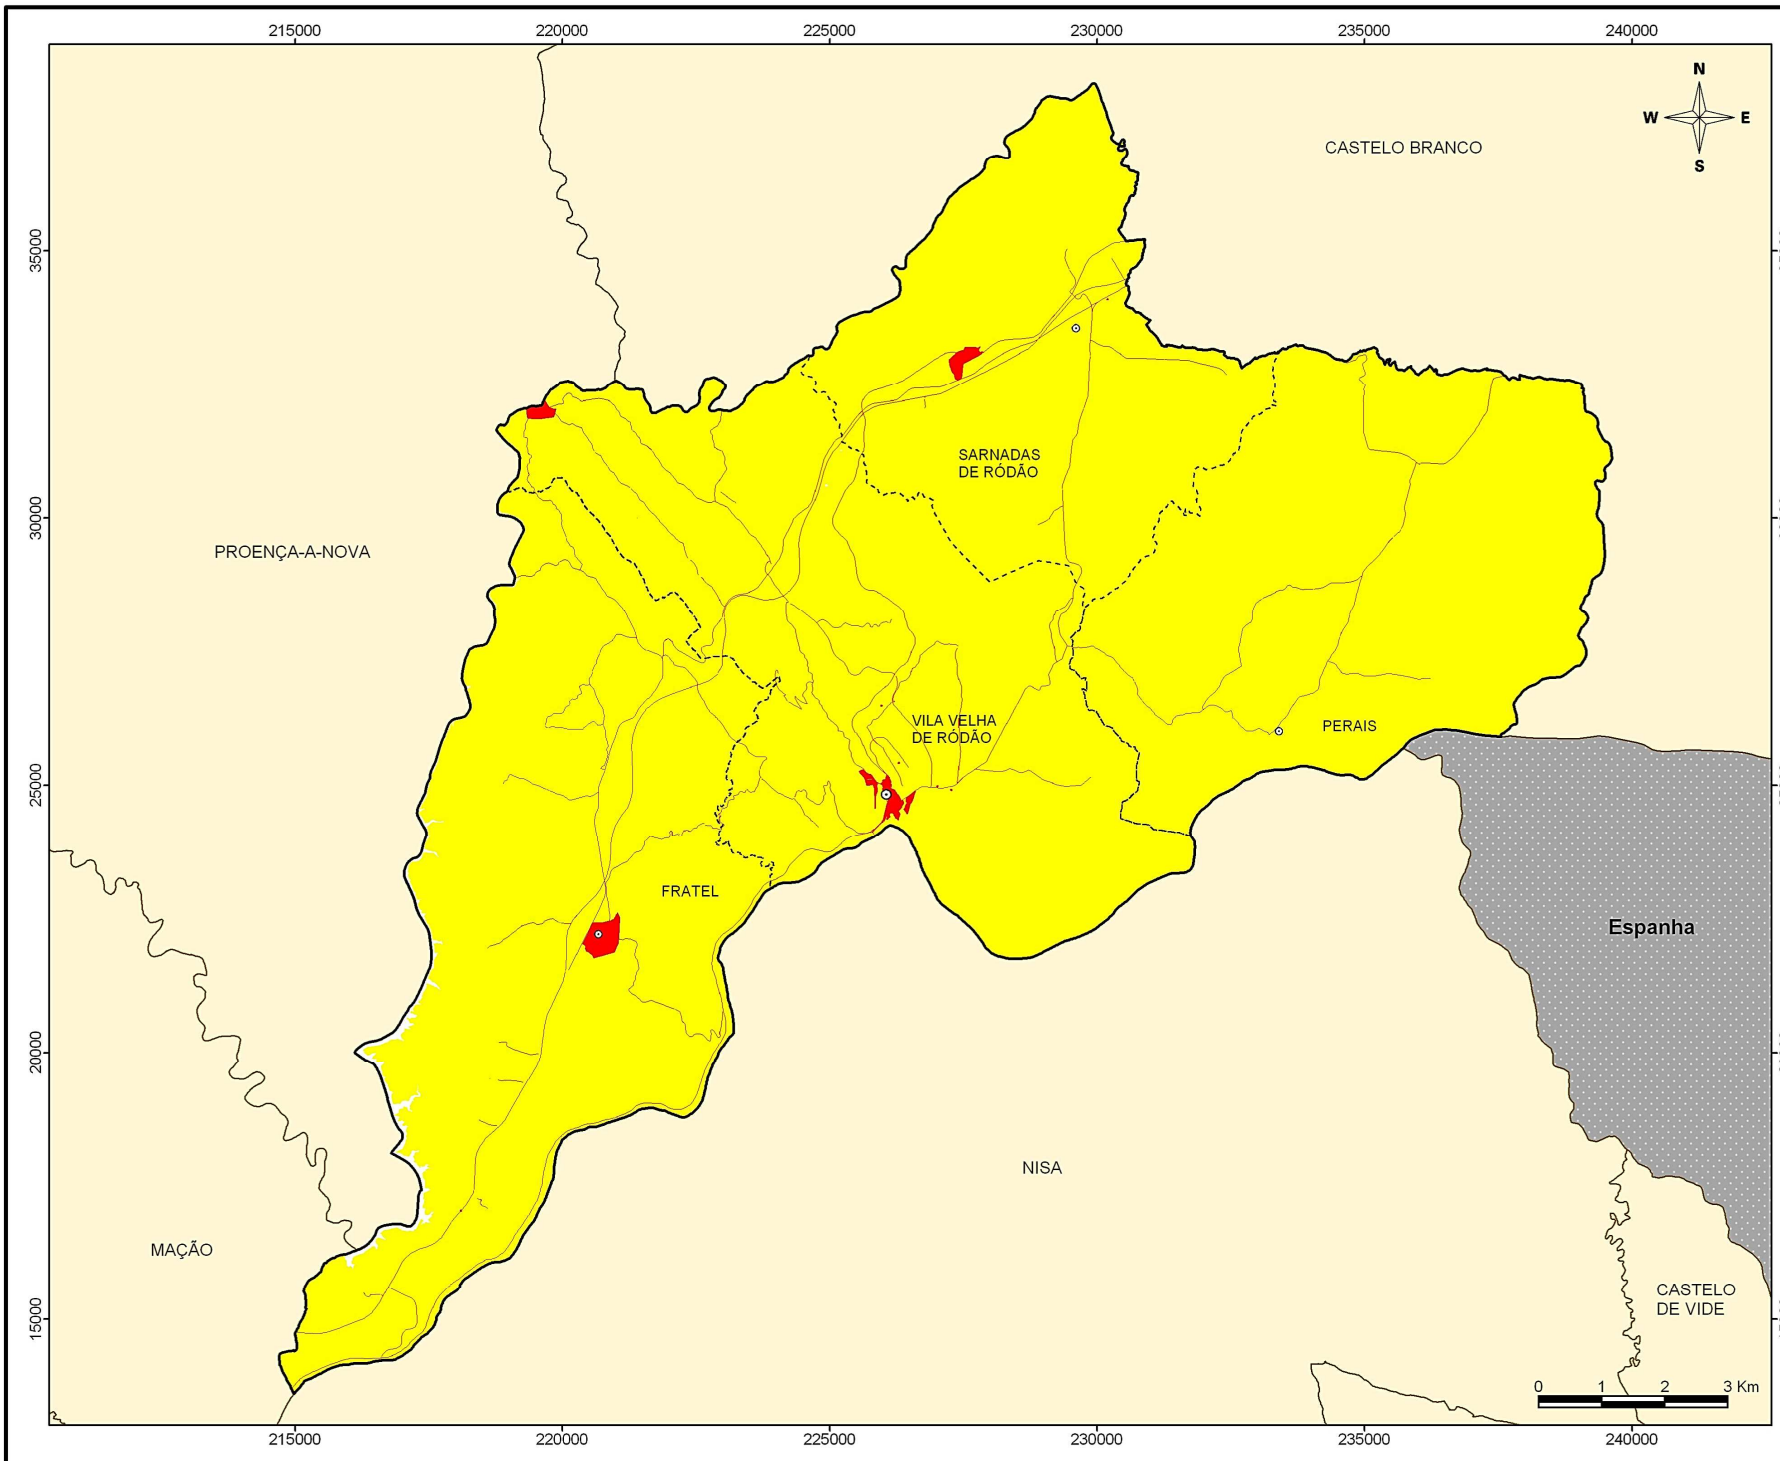 215000 220000 225000 230000 235000 240000
N
W E
S
CASTELO BRANCO
35000
SARNADAS
DE RÓDÃO
30000
PROENÇA-A-NOVA
VILA VELHA
DE RÓDÃO
PERAIS
25000
FRATEL
Espanha
20000
NISA
MAÇÃO
CASTELO
DE VIDE
15000
0 1 2 3 Km
215000 220000 225000 230000 235000 240000